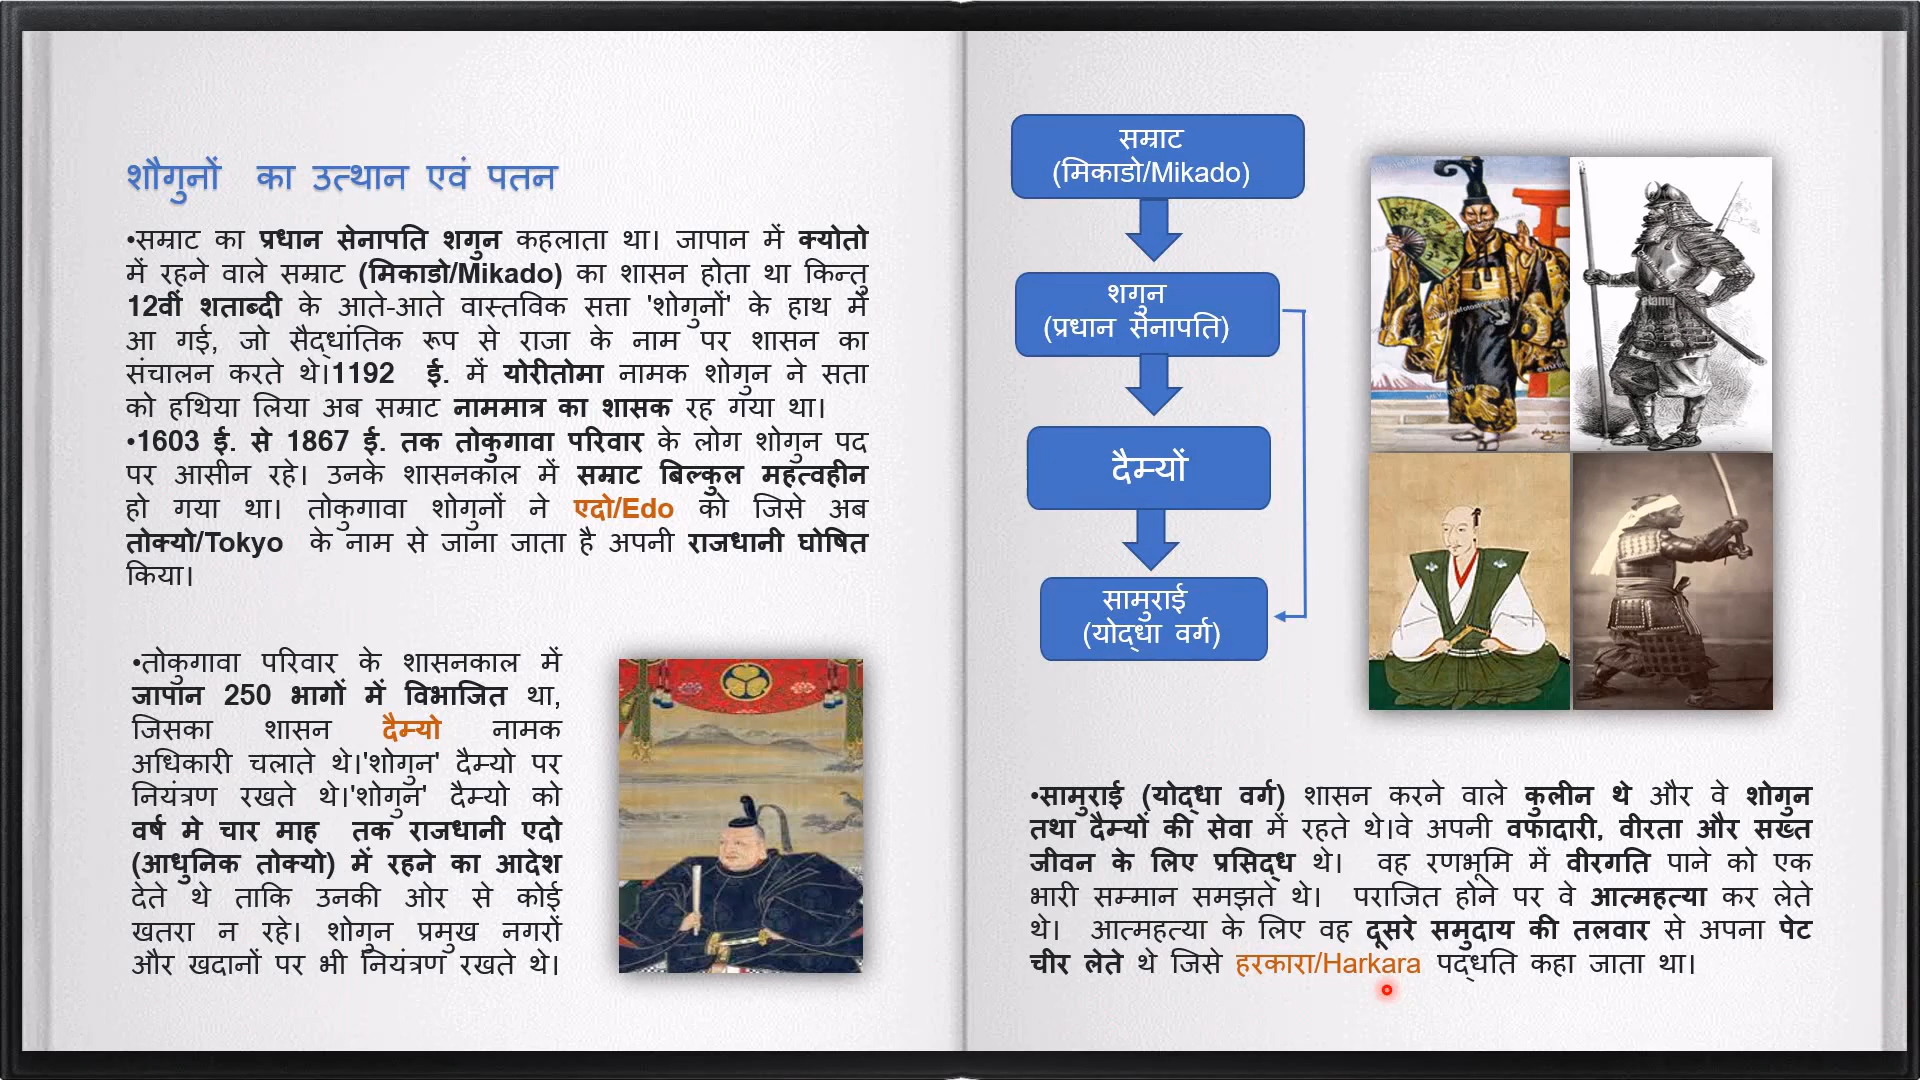 शौगुनों का उत्थान एवं पतन
•सम्राट का प्रधान सेनापति शगुन कहलाता था। जापान में क्योतो
में रहने वाले सम्राट (मिकाडो/Mikado) का शासन होता था किन्तु
12वीं शताब्दी के आते-आते वास्तविक सत्ता 'शोगुनों' के हाथ में
आ गई, जो सैद्धांतिक रूप से राजा के नाम पर शासन का
संचालन करते थे।1192 ई. में योरीतोमा नामक शोगुन ने सता
को हथिया लिया अब सम्राट नाममात्र का शासक रह गया था।
•1603 ई. से 1867 ई. तक तोकुगावा परिवार के लोग शोगुन पद
पर आसीन रहे। उनके शासनकाल में सम्राट बिल्कुल महत्वहीन
हो गया था। तोकुगावा शोगुनों ने एदो/Edo को जिसे अब
तोक्यो/Tokyo के नाम से जाना जाता है अपनी राजधानी घोषित
किया।
•तोकुगावा परिवार के शासनकाल में
जापान 250 भागों में विभाजित था,
जिसका शासन दैम्यो नामक
अधिकारी चलाते थे।'शोगुन' दैम्यो पर
नियंत्रण रखते थे।'शोगुन' दैम्यो को
वर्ष मे चार माह तक राजधानी एदो
(आधुनिक तोक्यो) में रहने का आदेश
देते थे ताकि उनकी ओर से कोई
खतरा न रहे। शोगुन प्रमुख नगरों
और खदानों पर भी नियंत्रण रखते थे।
सम्राट
(मिकाडो/Mikado)
शगुन
(प्रधान सेनापति)
दैम्यों
सामुराई
(योद्धा वर्ग)
alamy
•सामुराई (योद्धा वर्ग) शासन करने वाले कुलीन थे और वे शोगुन
तथा दैम्यों की सेवा में रहते थे।वे अपनी वफादारी, वीरता और सख्त
जीवन के लिए प्रसिद्ध थे। वह रणभूमि में वीरगति पाने को एक
भारी सम्मान समझते थे। पराजित होने पर वे आत्महत्या कर लेते
थे। आत्महत्या के लिए वह दूसरे समुदाय की तलवार से अपना पेट
चीर लेते थे जिसे हरकारा/Harkara पद्धति कहा जाता था।